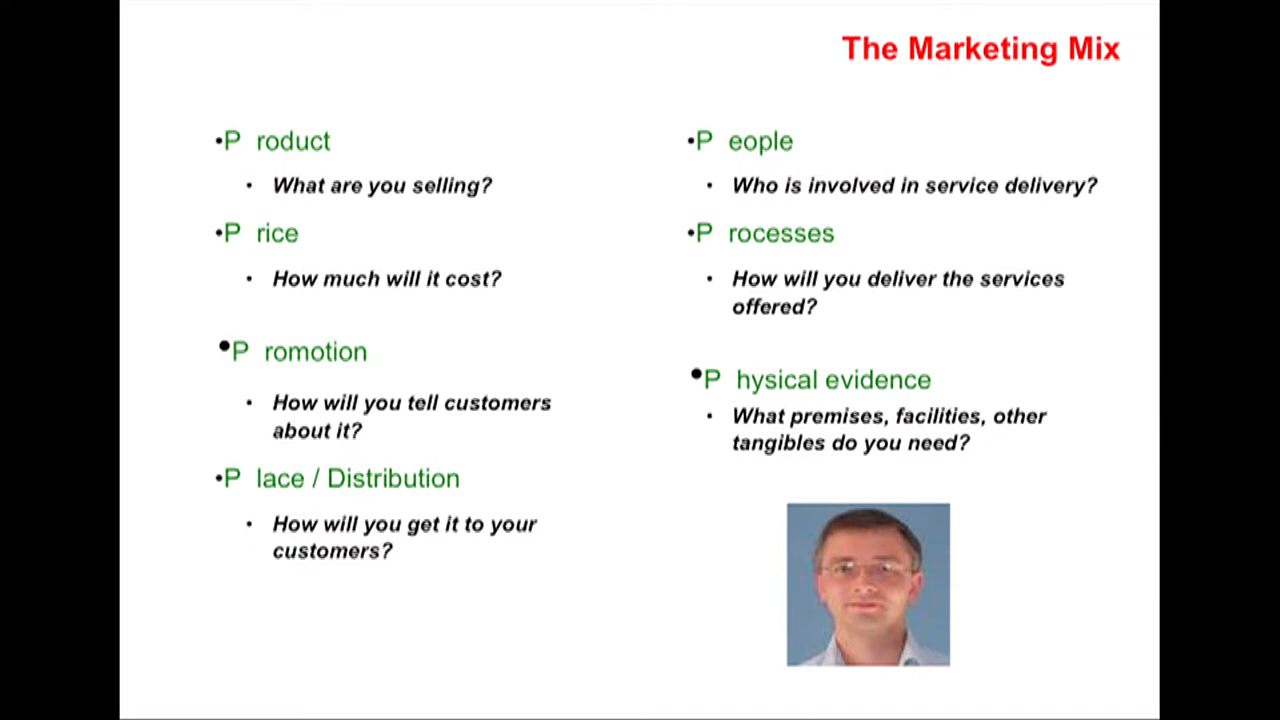 The Marketing Mix
•P roduct
• What are you selling?
•P rice
• How much will it cost?
•P romotion
• How will you tell customers
about it?
•P lace / Distribution
• How will you get it to your
customers?
•P eople
• Who is involved in service delivery?
•P rocesses
• How will you deliver the services
offered?
•P hysical evidence
• What premises, facilities, other
tangibles do you need?